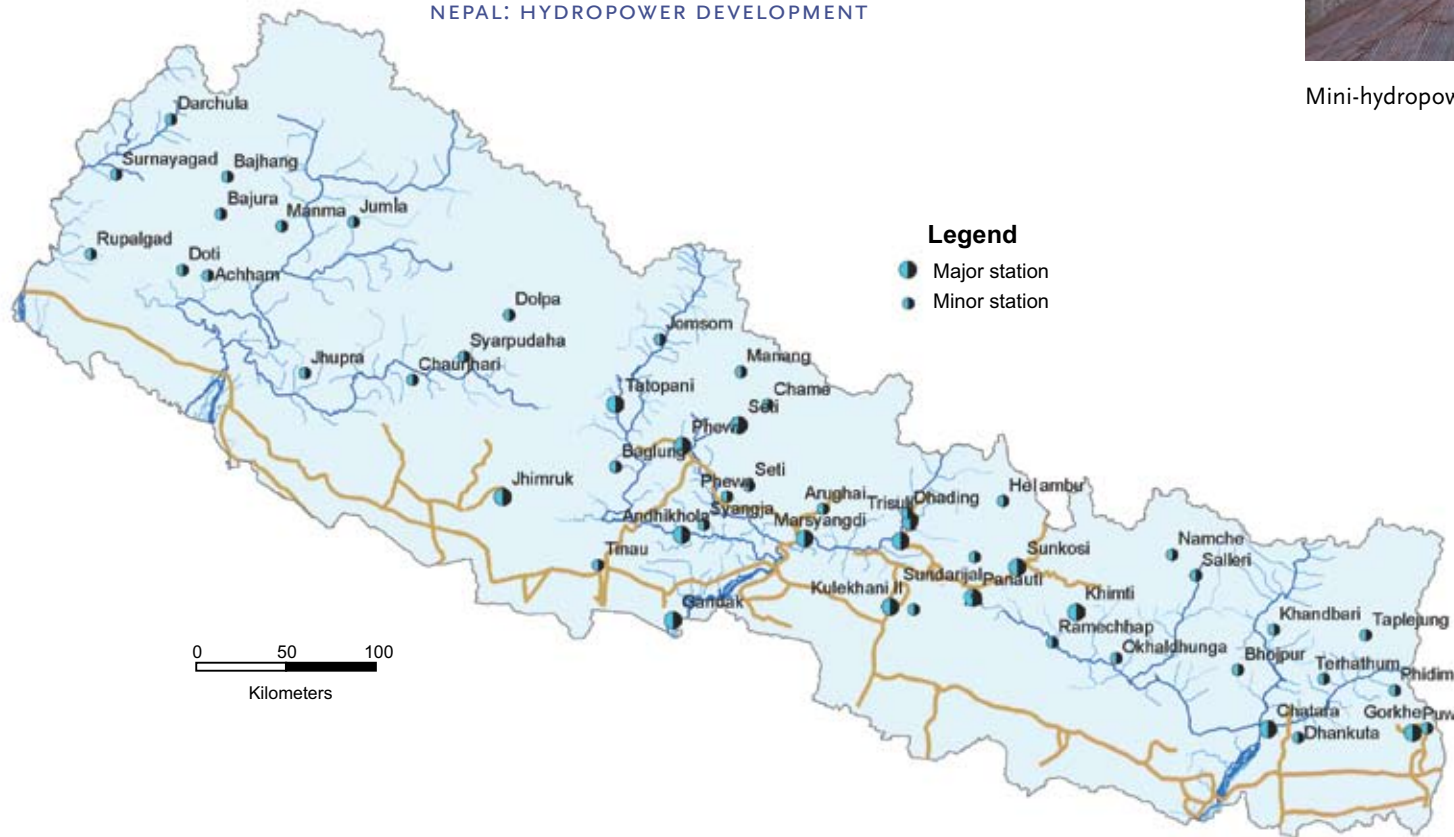 NEPAL: HYDROPOWER DEVELOPMENT
Mini-hydropow
Darchula
Surnayagad
Bajhang
Bajura
Manma
Jumla
Rupalgad
Doti
Achham
Legend
Major station
Minor station
Dolpa
Syarpudaha
Jomsom
Jhupra
Chaurjhari
Manang
Tatopani
Chame
Seti
Phewa
Baglung
Seti
Jhimruk
Phewa
Arughai
Dhading
Helambu
Syangja
Andhikhola
Marsyangdi
Tinau
Sunkosi
Namche
Salleri
Sundarijal
Panauti
Kulekhani II
Khimti
Gandak
Ramechhap
Khandbari
Taplejung
Okhaldhunga
Bhojpur
Terhathum
Phidim
0 50 100
Kilometers
Chatara
Gorkhe
Puw
Dhankuta